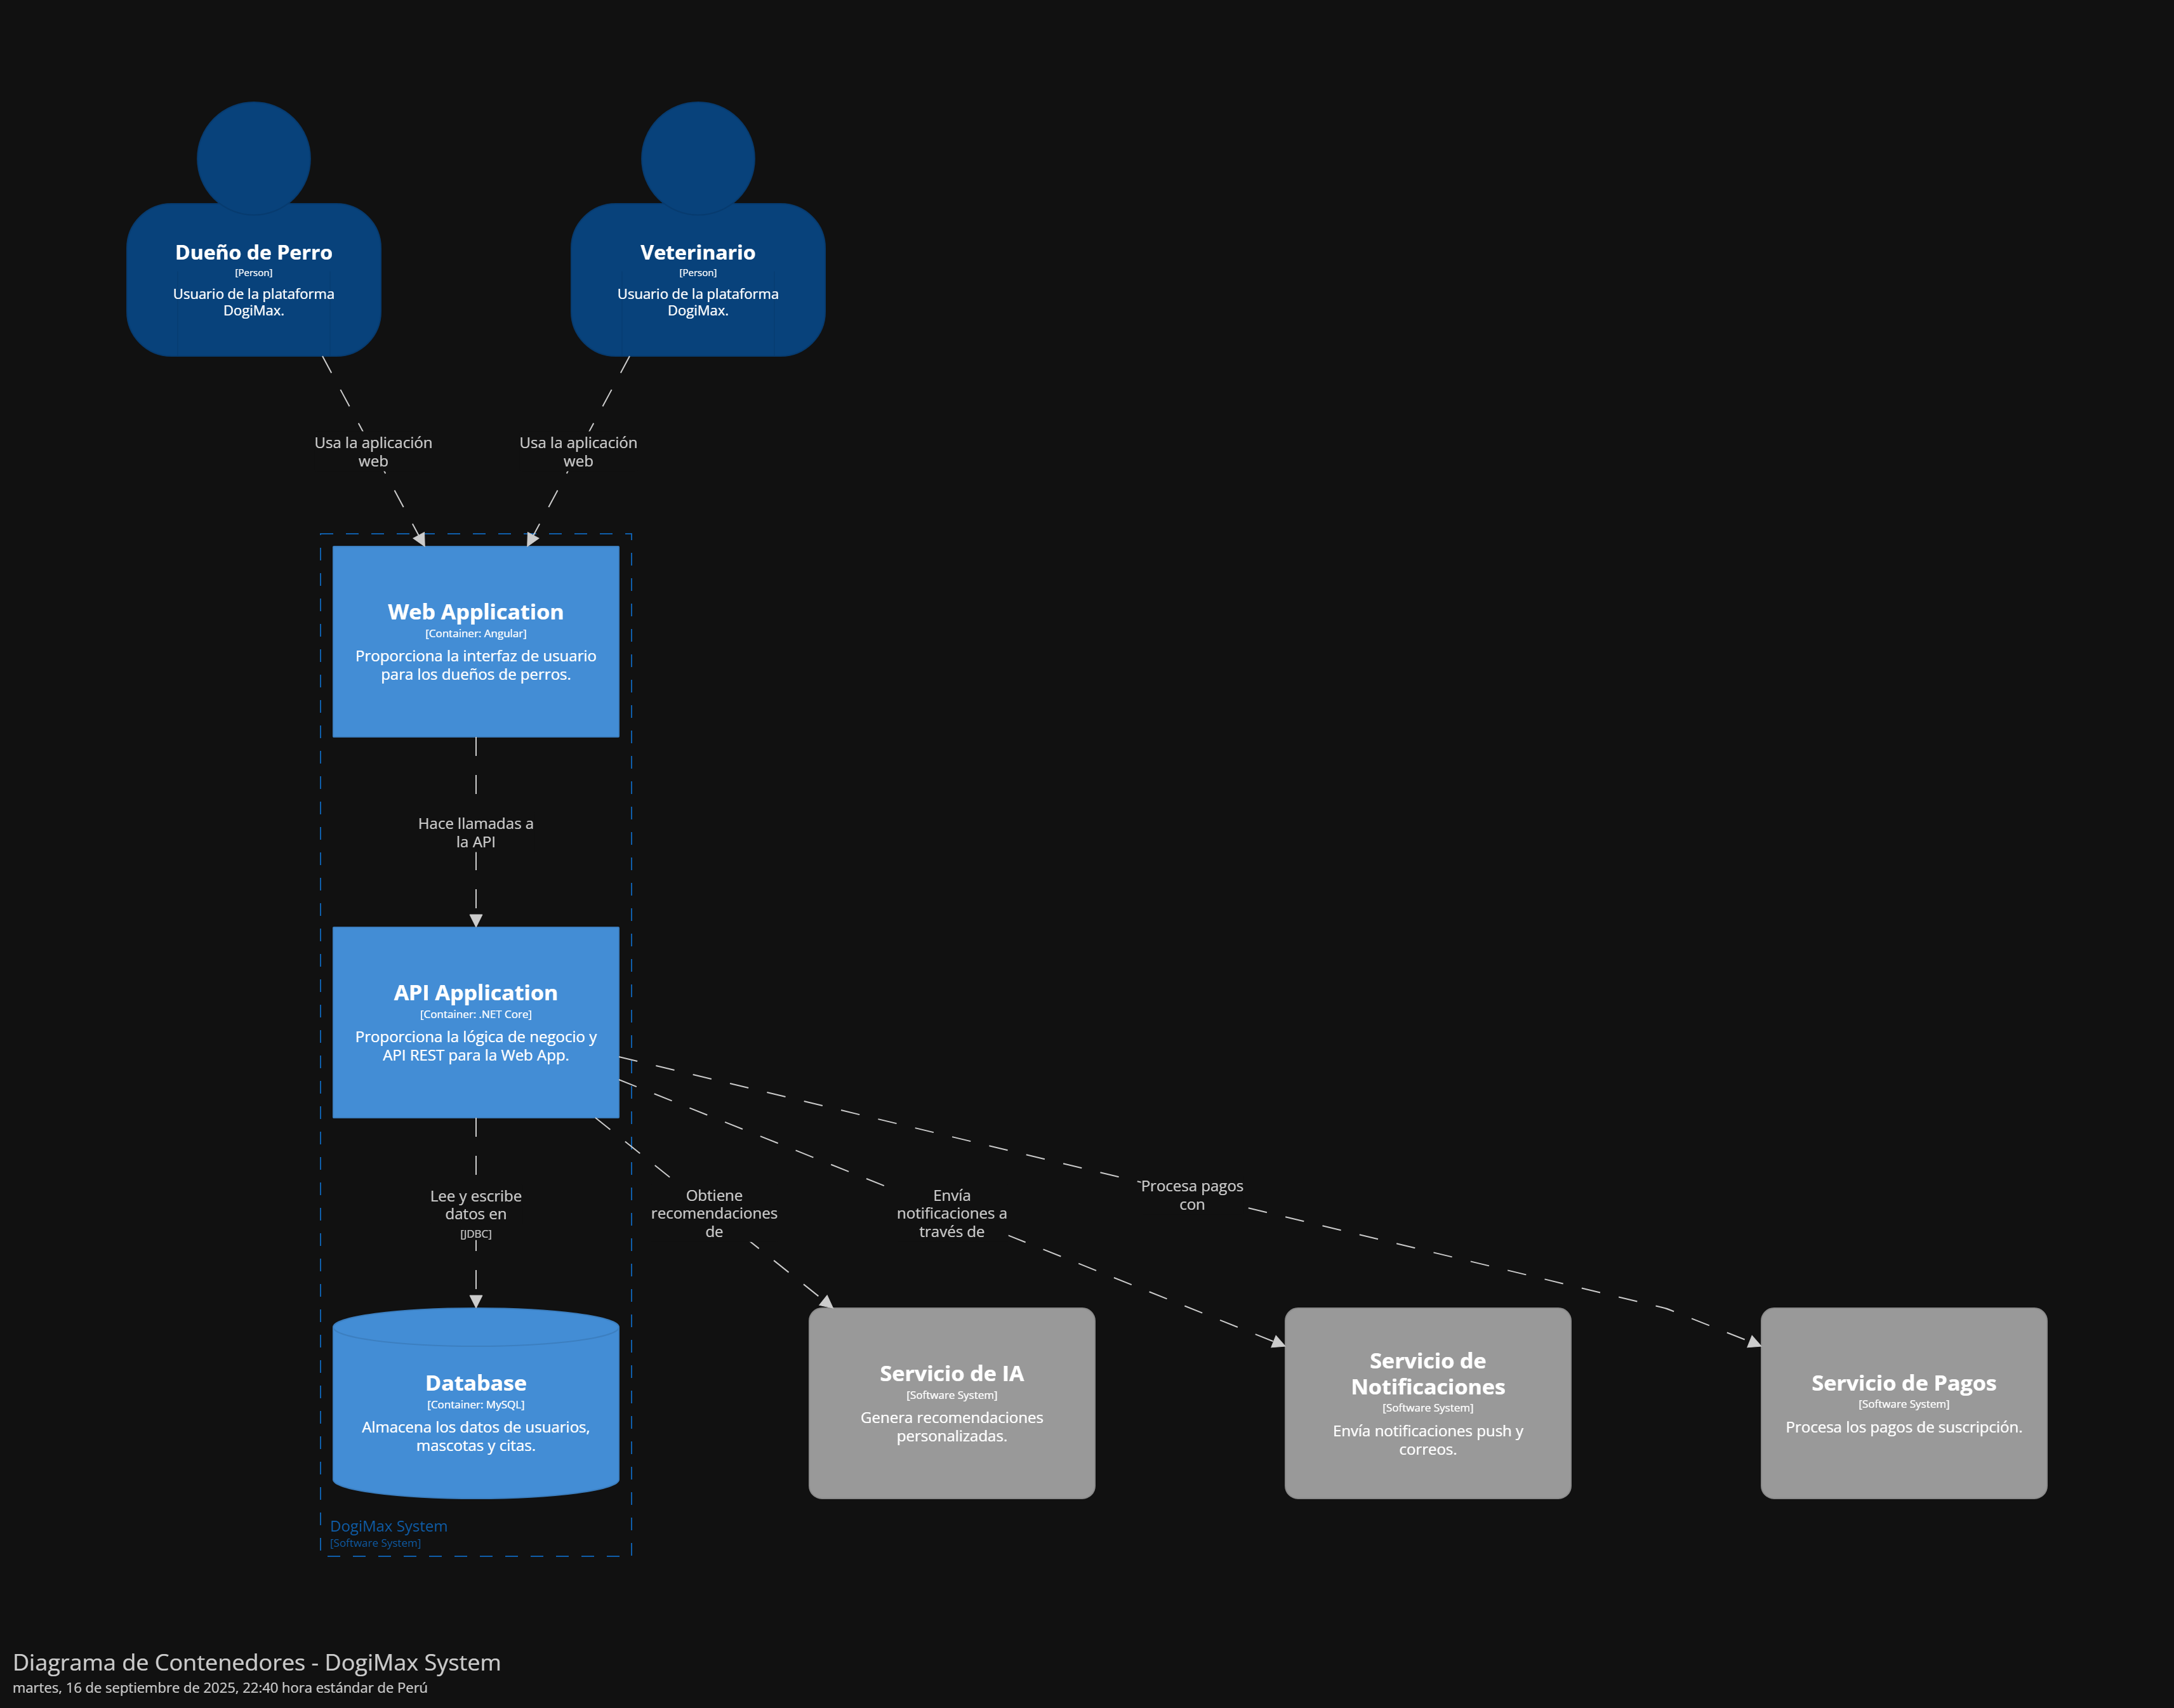 Dueño de Perro
[Person]
Usuario de la plataforma
DogiMax.
Veterinario
[Person]
Usuario de la plataforma
DogiMax.
Usa la aplicación
web
Usa la aplicación
web
Web Application
[Container: Angular]
Proporciona la interfaz de usuario
para los dueños de perros.
Hace llamadas a
la API
API Application
[Container: .NET Core]
Proporciona la lógica de negocio y
API REST para la Web App.
Lee y escribe
datos en
[JDBC]
Obtiene
recomendaciones
de
Envía
notificaciones a
través de
Procesa pagos
con
Database
[Container: MySQL]
Almacena los datos de usuarios,
mascotas y citas.
Servicio de IA
[Software System]
Genera recomendaciones
personalizadas.
Servicio de
Notificaciones
[Software System]
Envía notificaciones push y
correos.
Servicio de Pagos
[Software System]
Procesa los pagos de suscripción.
DogiMax System
[Software System]
Diagrama de Contenedores - DogiMax System
martes, 16 de septiembre de 2025, 22:40 hora estándar de Perú